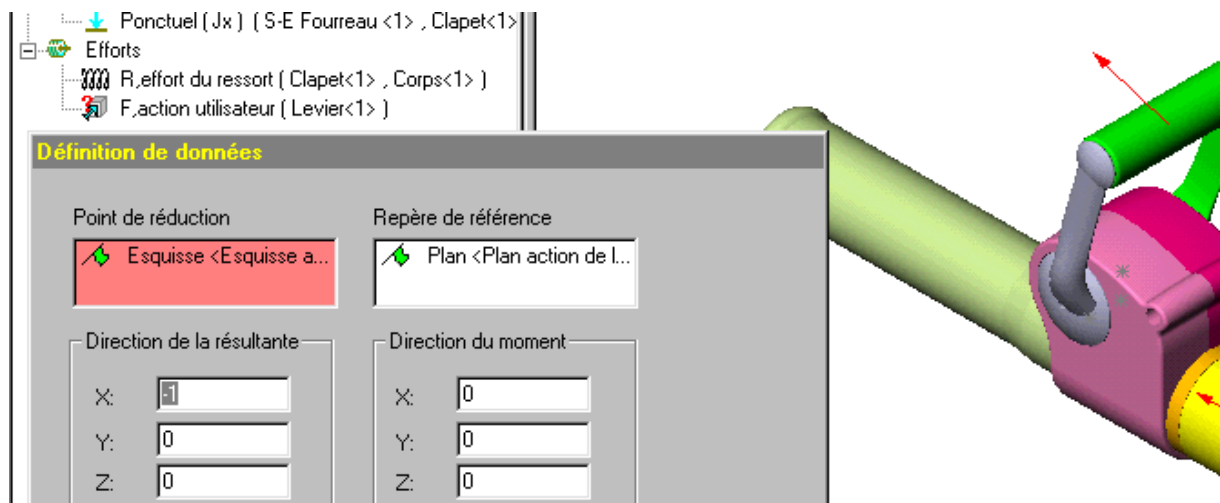 Ponctuel ( Jx ) ( S-E Fourreau <1> , Clapet<1>
Efforts
R,effort du ressort ( Clapet<1> , Corps<1> )
F,action utilisateur ( Levier<1> )
Définition de données
Point de réduction
Repère de référence
Esquisse <Esquisse a...
Plan <Plan action de l...
Direction de la résultante
Direction du moment
X: -1
X: 0
Y: 0
Y: 0
Z: 0
Z: 0